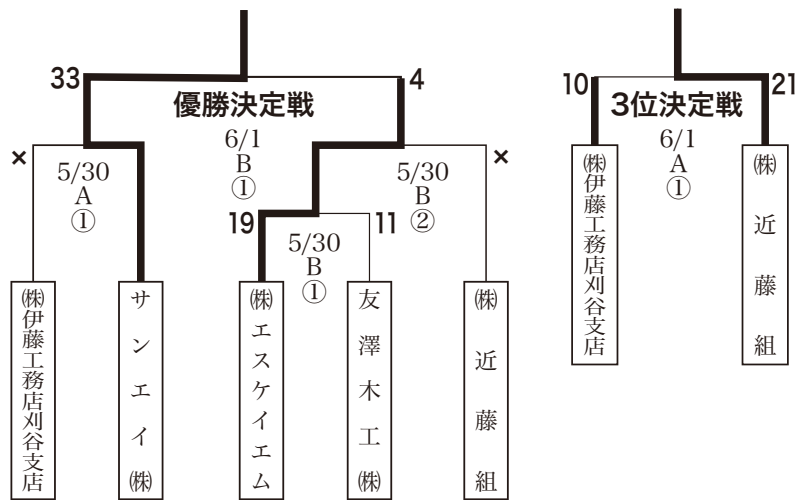 33
4
優勝決定戦
6/1
B
①
×
5/30
A
①
5/30
B
②
×
19
11
5/30
B
①
㈱伊藤工務店刈谷支店
サンエイ㈱
㈱エスケイエム
友澤木工㈱
㈱近藤組
10
21
3位決定戦
6/1
A
①
㈱伊藤工務店刈谷支店
㈱近藤組